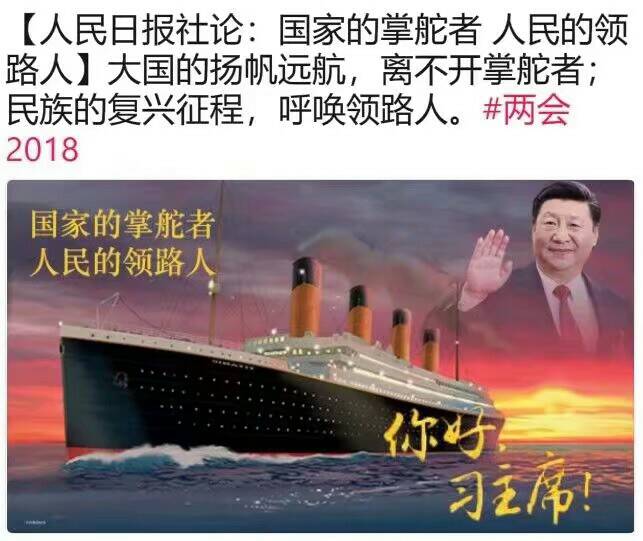 【人民日报社论：国家的掌舵者 人民的领
路人】大国的扬帆远航，离不开掌舵者；
民族的复兴征程，呼唤领路人。#两会
2018
国家的掌舵者
人民的领路人
你好，
习主席！